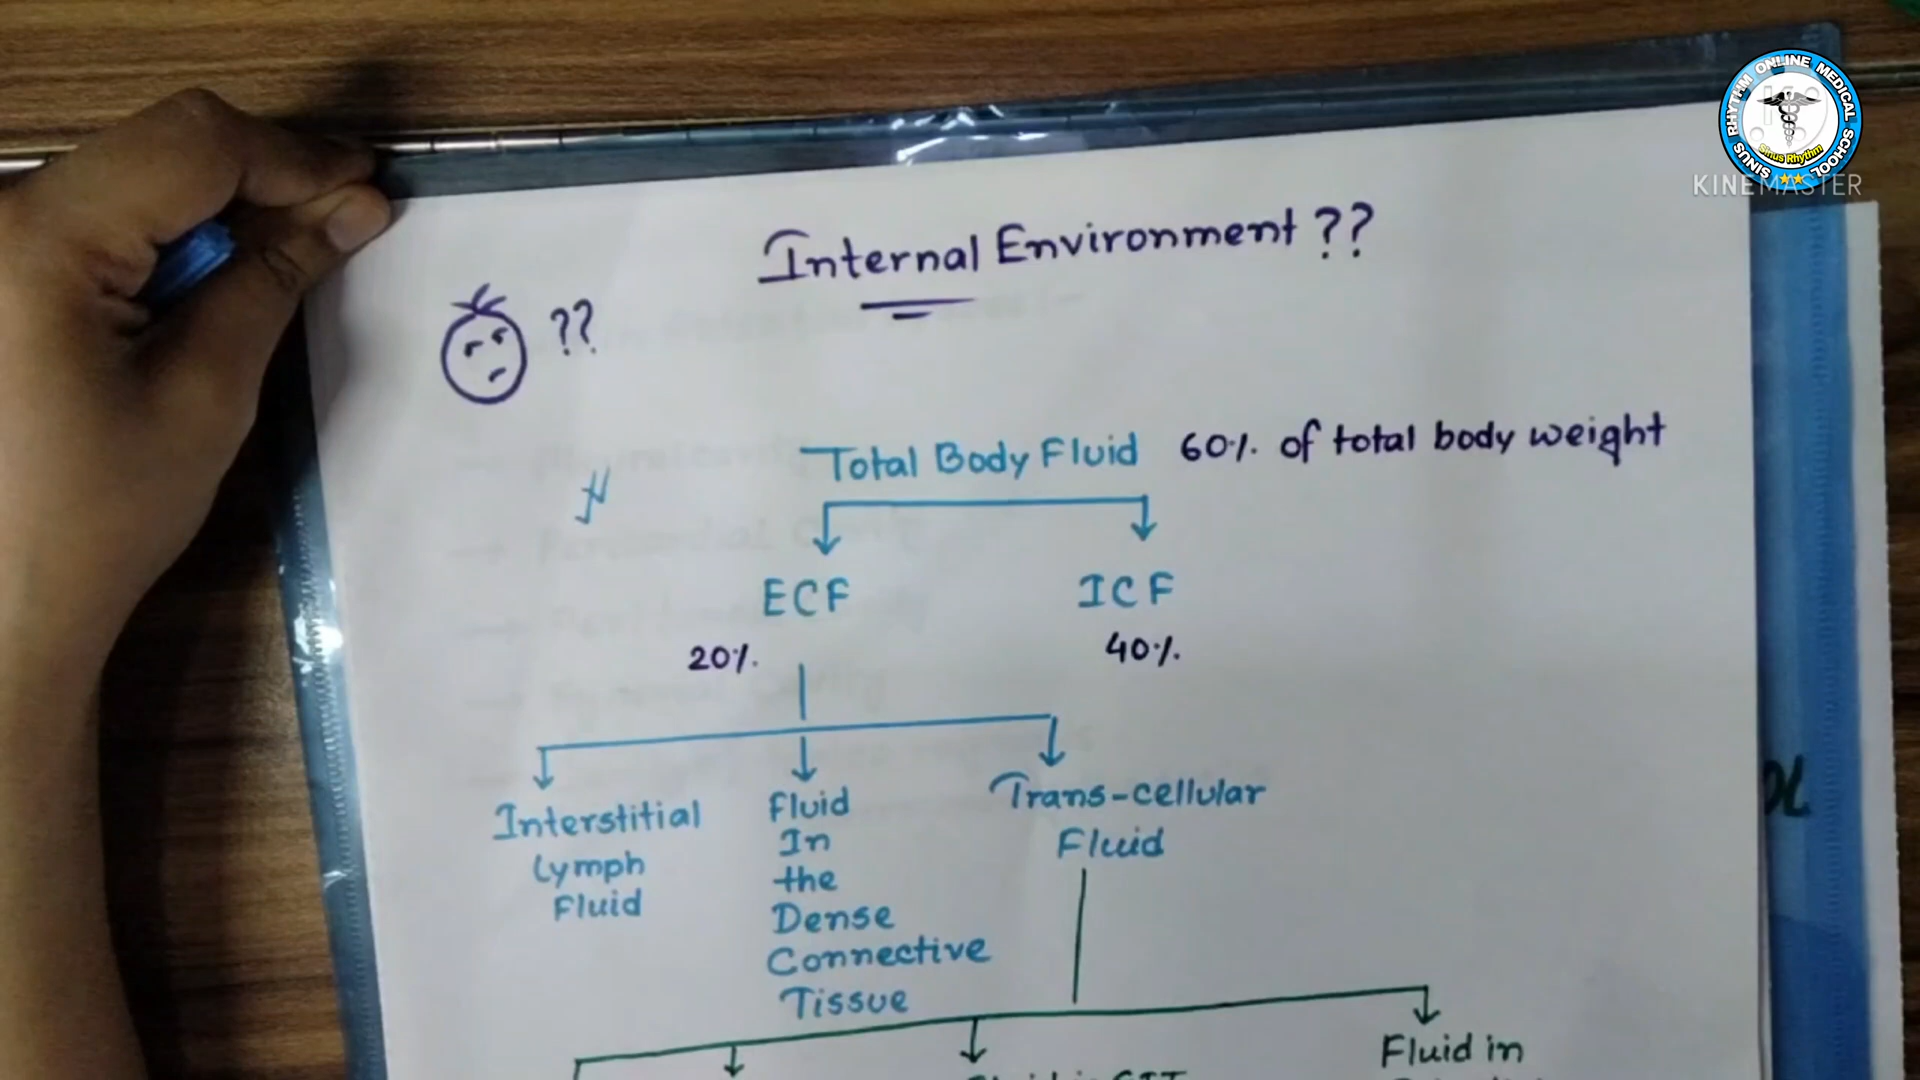 SINUS RHYTHM ONLINE MEDICAL SCHOOL
Sinus Rhythm
KINEMASTER
Internal Environment ??
??
Total Body Fluid 60% of total body weight
ECF ICF
20% 40%
Interstitial Lymph Fluid
Fluid In the Dense Connective Tissue
Trans-cellular Fluid
Fluid in